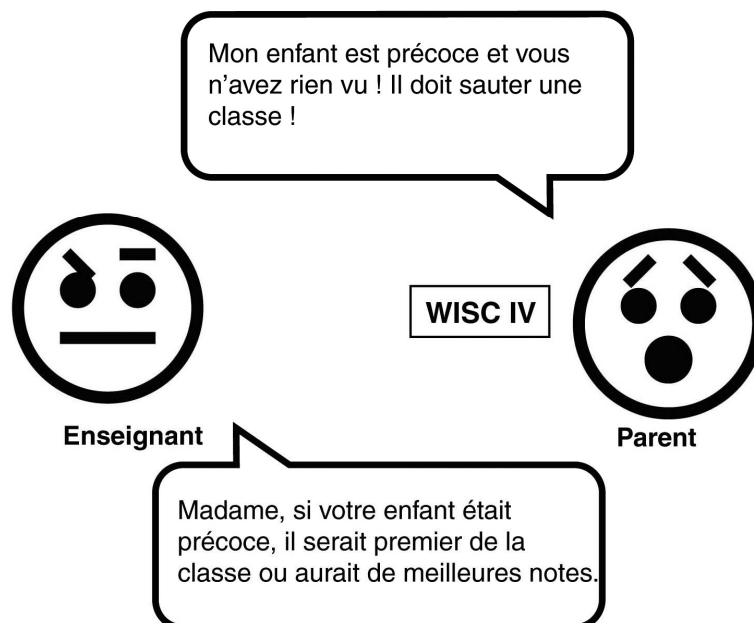 Mon enfant est précoce et vous
n'avez rien vu ! Il doit sauter une
classe !
WISC IV
Enseignant
Parent
Madame, si votre enfant était
précoce, il serait premier de la
classe ou aurait de meilleures notes.